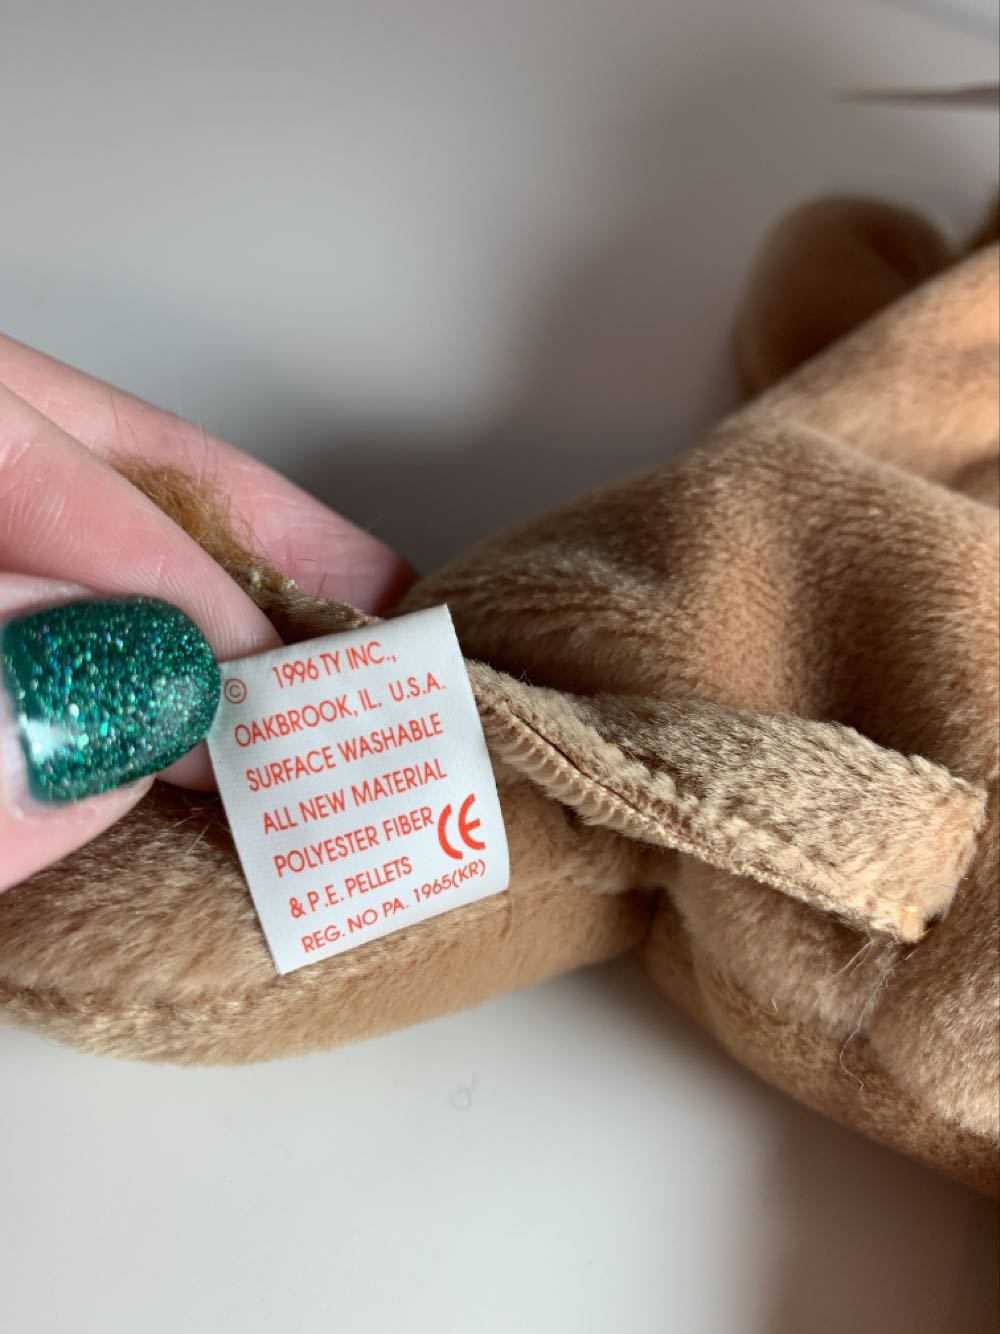 © 1996 TY INC.,
OAKBROOK, IL. U.S.A.
SURFACE WASHABLE
ALL NEW MATERIAL
POLYESTER FIBER CE
& P.E. PELLETS
REG. NO PA. 1965(KR)